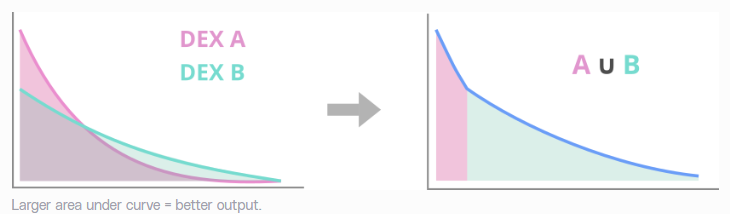 DEX A
DEX B
A ∪ B
Larger area under curve = better output.